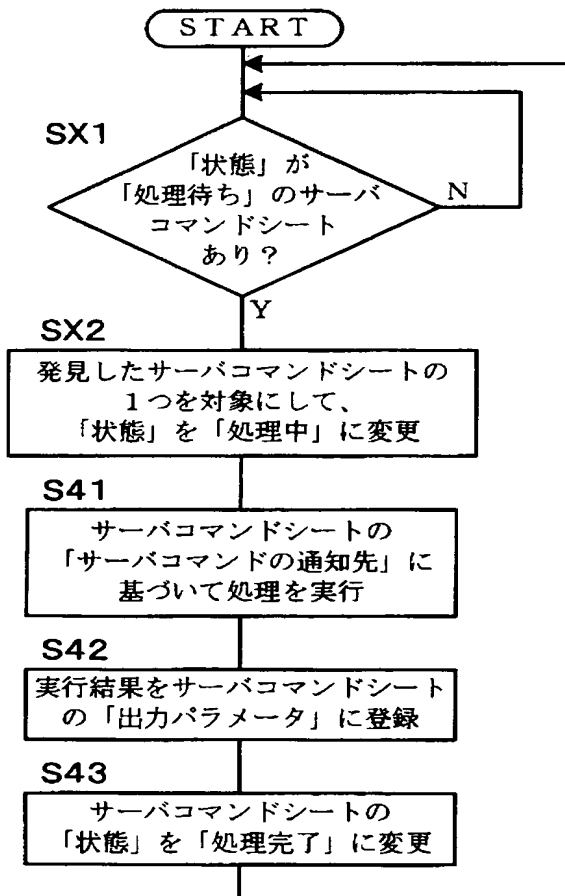 START
SX1
「状態」が
「処理待ち」のサーバ
コマンドシート
あり?
N
Y
SX2
発見したサーバコマンドシートの
1つを対象にして、
「状態」を「処理中」に変更
S41
サーバコマンドシートの
「サーバコマンドの通知先」に
基づいて処理を実行
S42
実行結果をサーバコマンドシート
の「出力パラメータ」に登録
S43
サーバコマンドシートの
「状態」を「処理完了」に変更